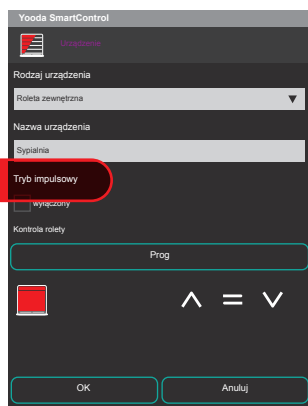 Yooda SmartControl
Urządzenia
Rodzaj urządzenia
Roleta zewnętrzna
Nazwa urządzenia
Sypialnia
Tryb impulsowy
wyłączony
Kontrola rolety
Prog
OK
Anuluj